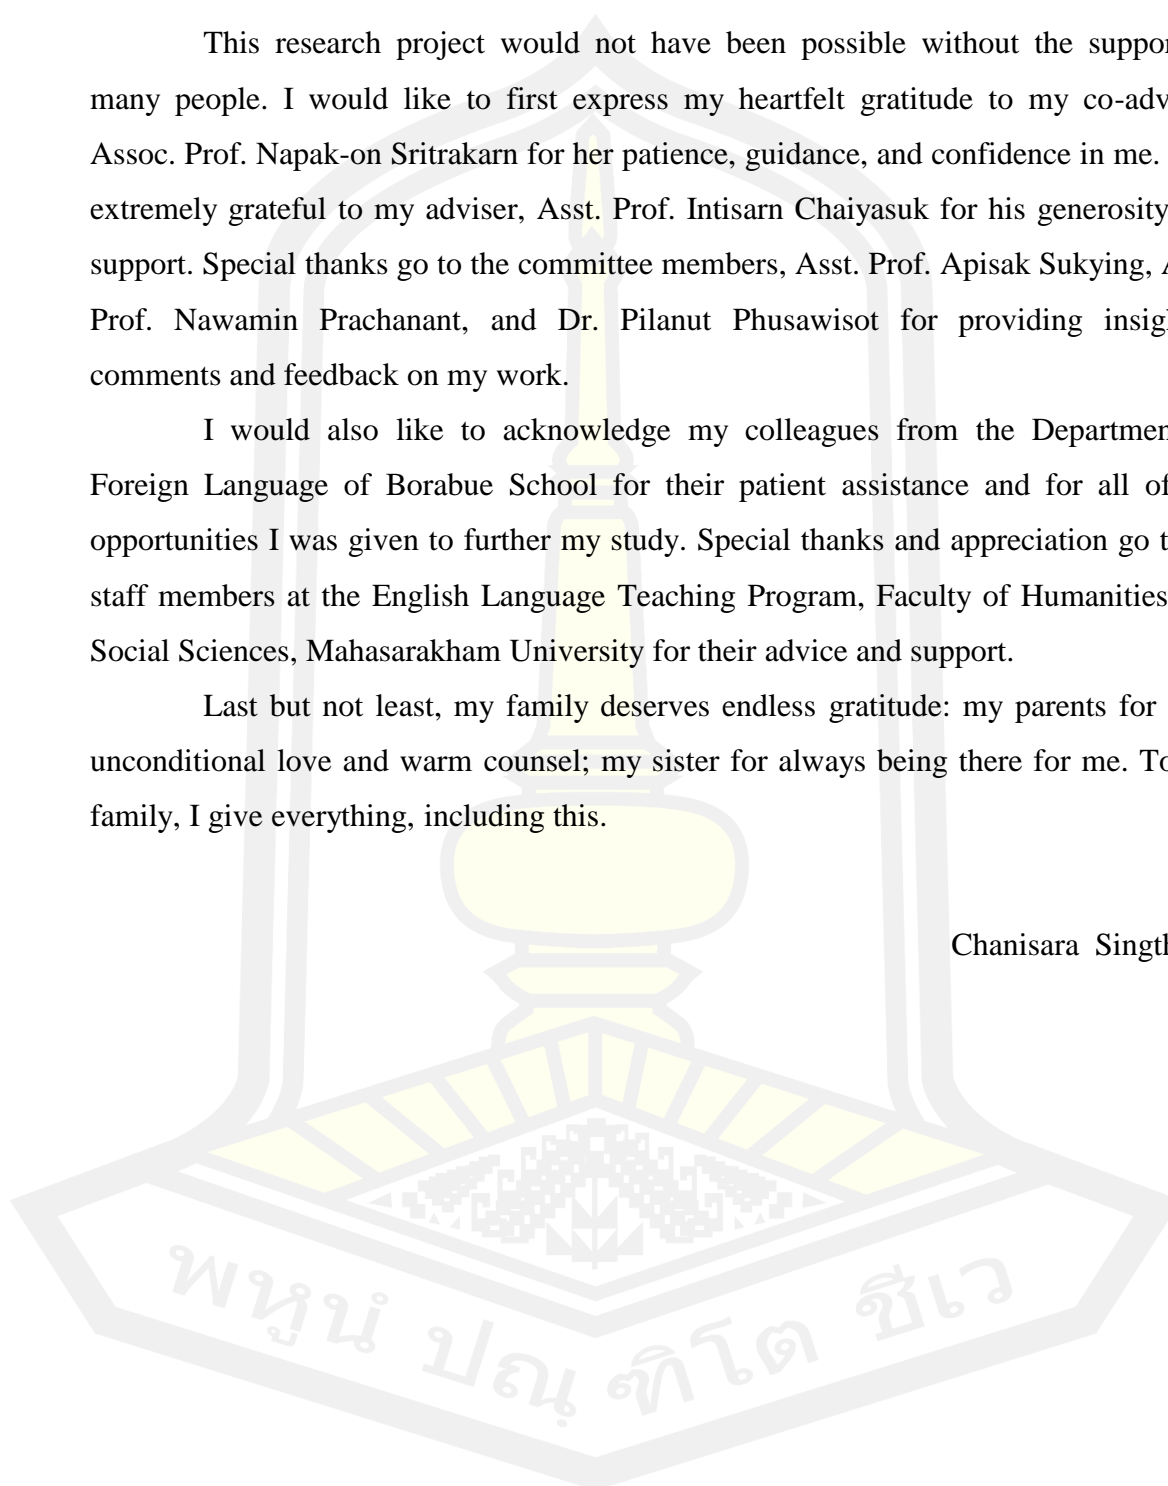 This research project would not have been possible without the
many people. I would like to first express my heartfelt gratitude to my
Assoc. Prof. Napak-on Sritrakarn for her patience, guidance, and confidence in me.
extremely grateful to my adviser, Asst. Prof. Intisarn Chaiyasuk for his generosity
support. Special thanks go to the committee members, Asst. Prof. Apisak Sukying,
Prof. Nawamin Prachanant, and Dr. Pilanut Phusawisot for providing
comments and feedback on my work.
I would also like to acknowledge my colleagues from the
Foreign Language of Borabue School for their patient assistance and for all of
opportunities I was given to further my study. Special thanks and appreciation go
staff members at the English Language Teaching Program, Faculty of Humanities
Social Sciences, Mahasarakham University for their advice and support.
Last but not least, my family deserves endless gratitude: my parents for
unconditional love and warm counsel; my sister for always being there for me. To
family, I give everything, including this.
Chanisara
พหูนํ ปณฺฑิโต ชีเว